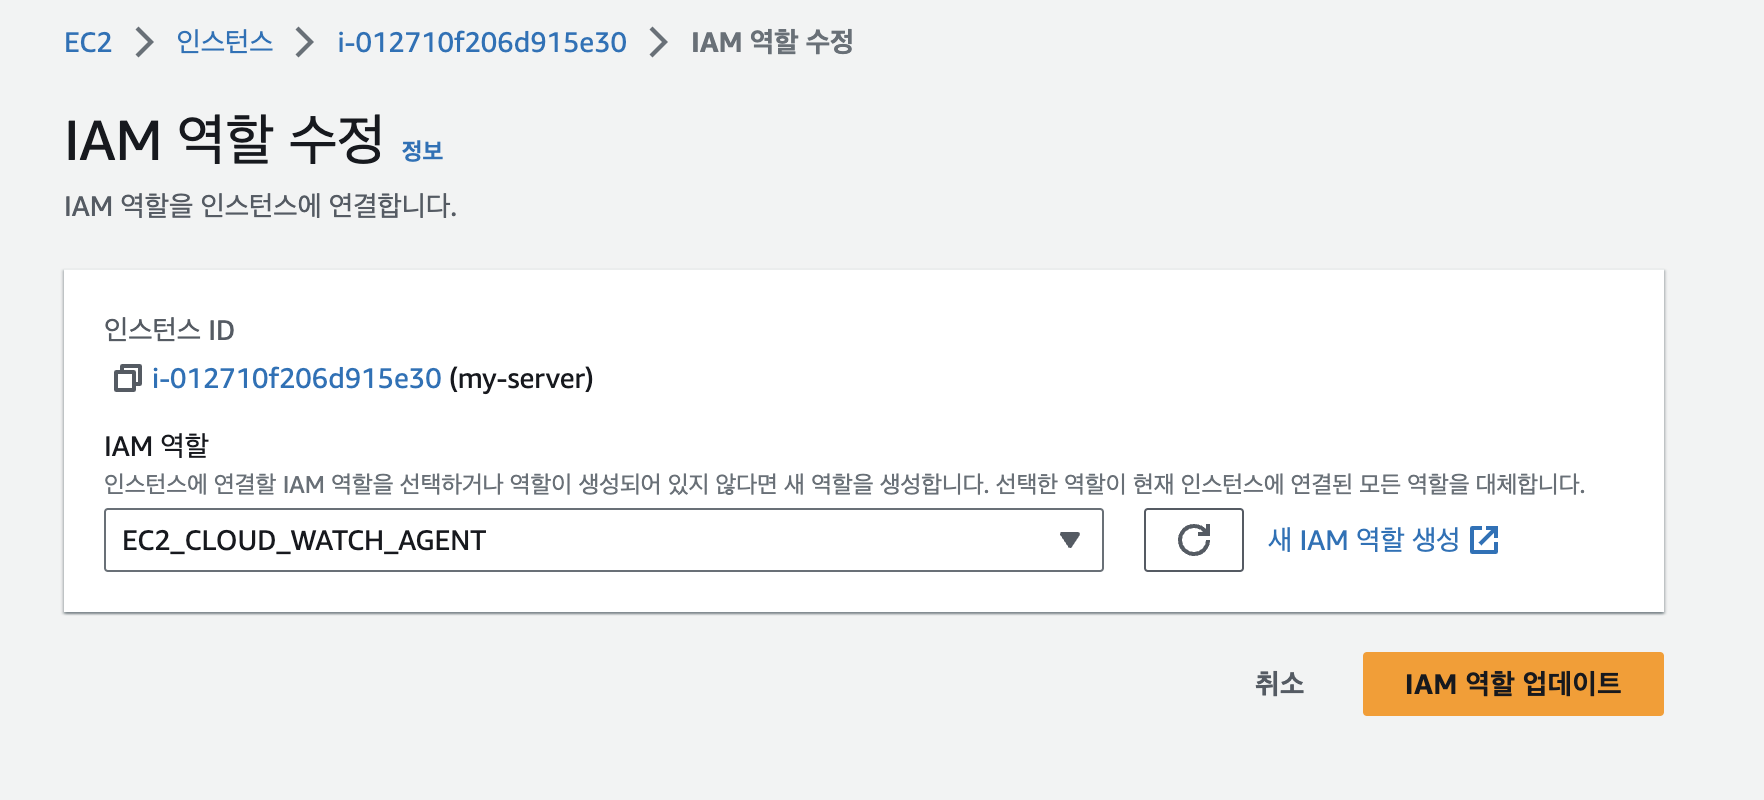 EC2 > 인스턴스 > i-012710f206d915e30 > IAM 역할 수정
IAM 역할 수정 정보
IAM 역할을 인스턴스에 연결합니다.
인스턴스 ID
i-012710f206d915e30 (my-server)
IAM 역할
인스턴스에 연결할 IAM 역할을 선택하거나 역할이 생성되어 있지 않다면 새 역할을 생성합니다. 선택한 역할이 현재 인스턴스에 연결된 모든 역할을 대체합니다.
EC2_CLOUD_WATCH_AGENT 새 IAM 역할 생성
취소 IAM 역할 업데이트